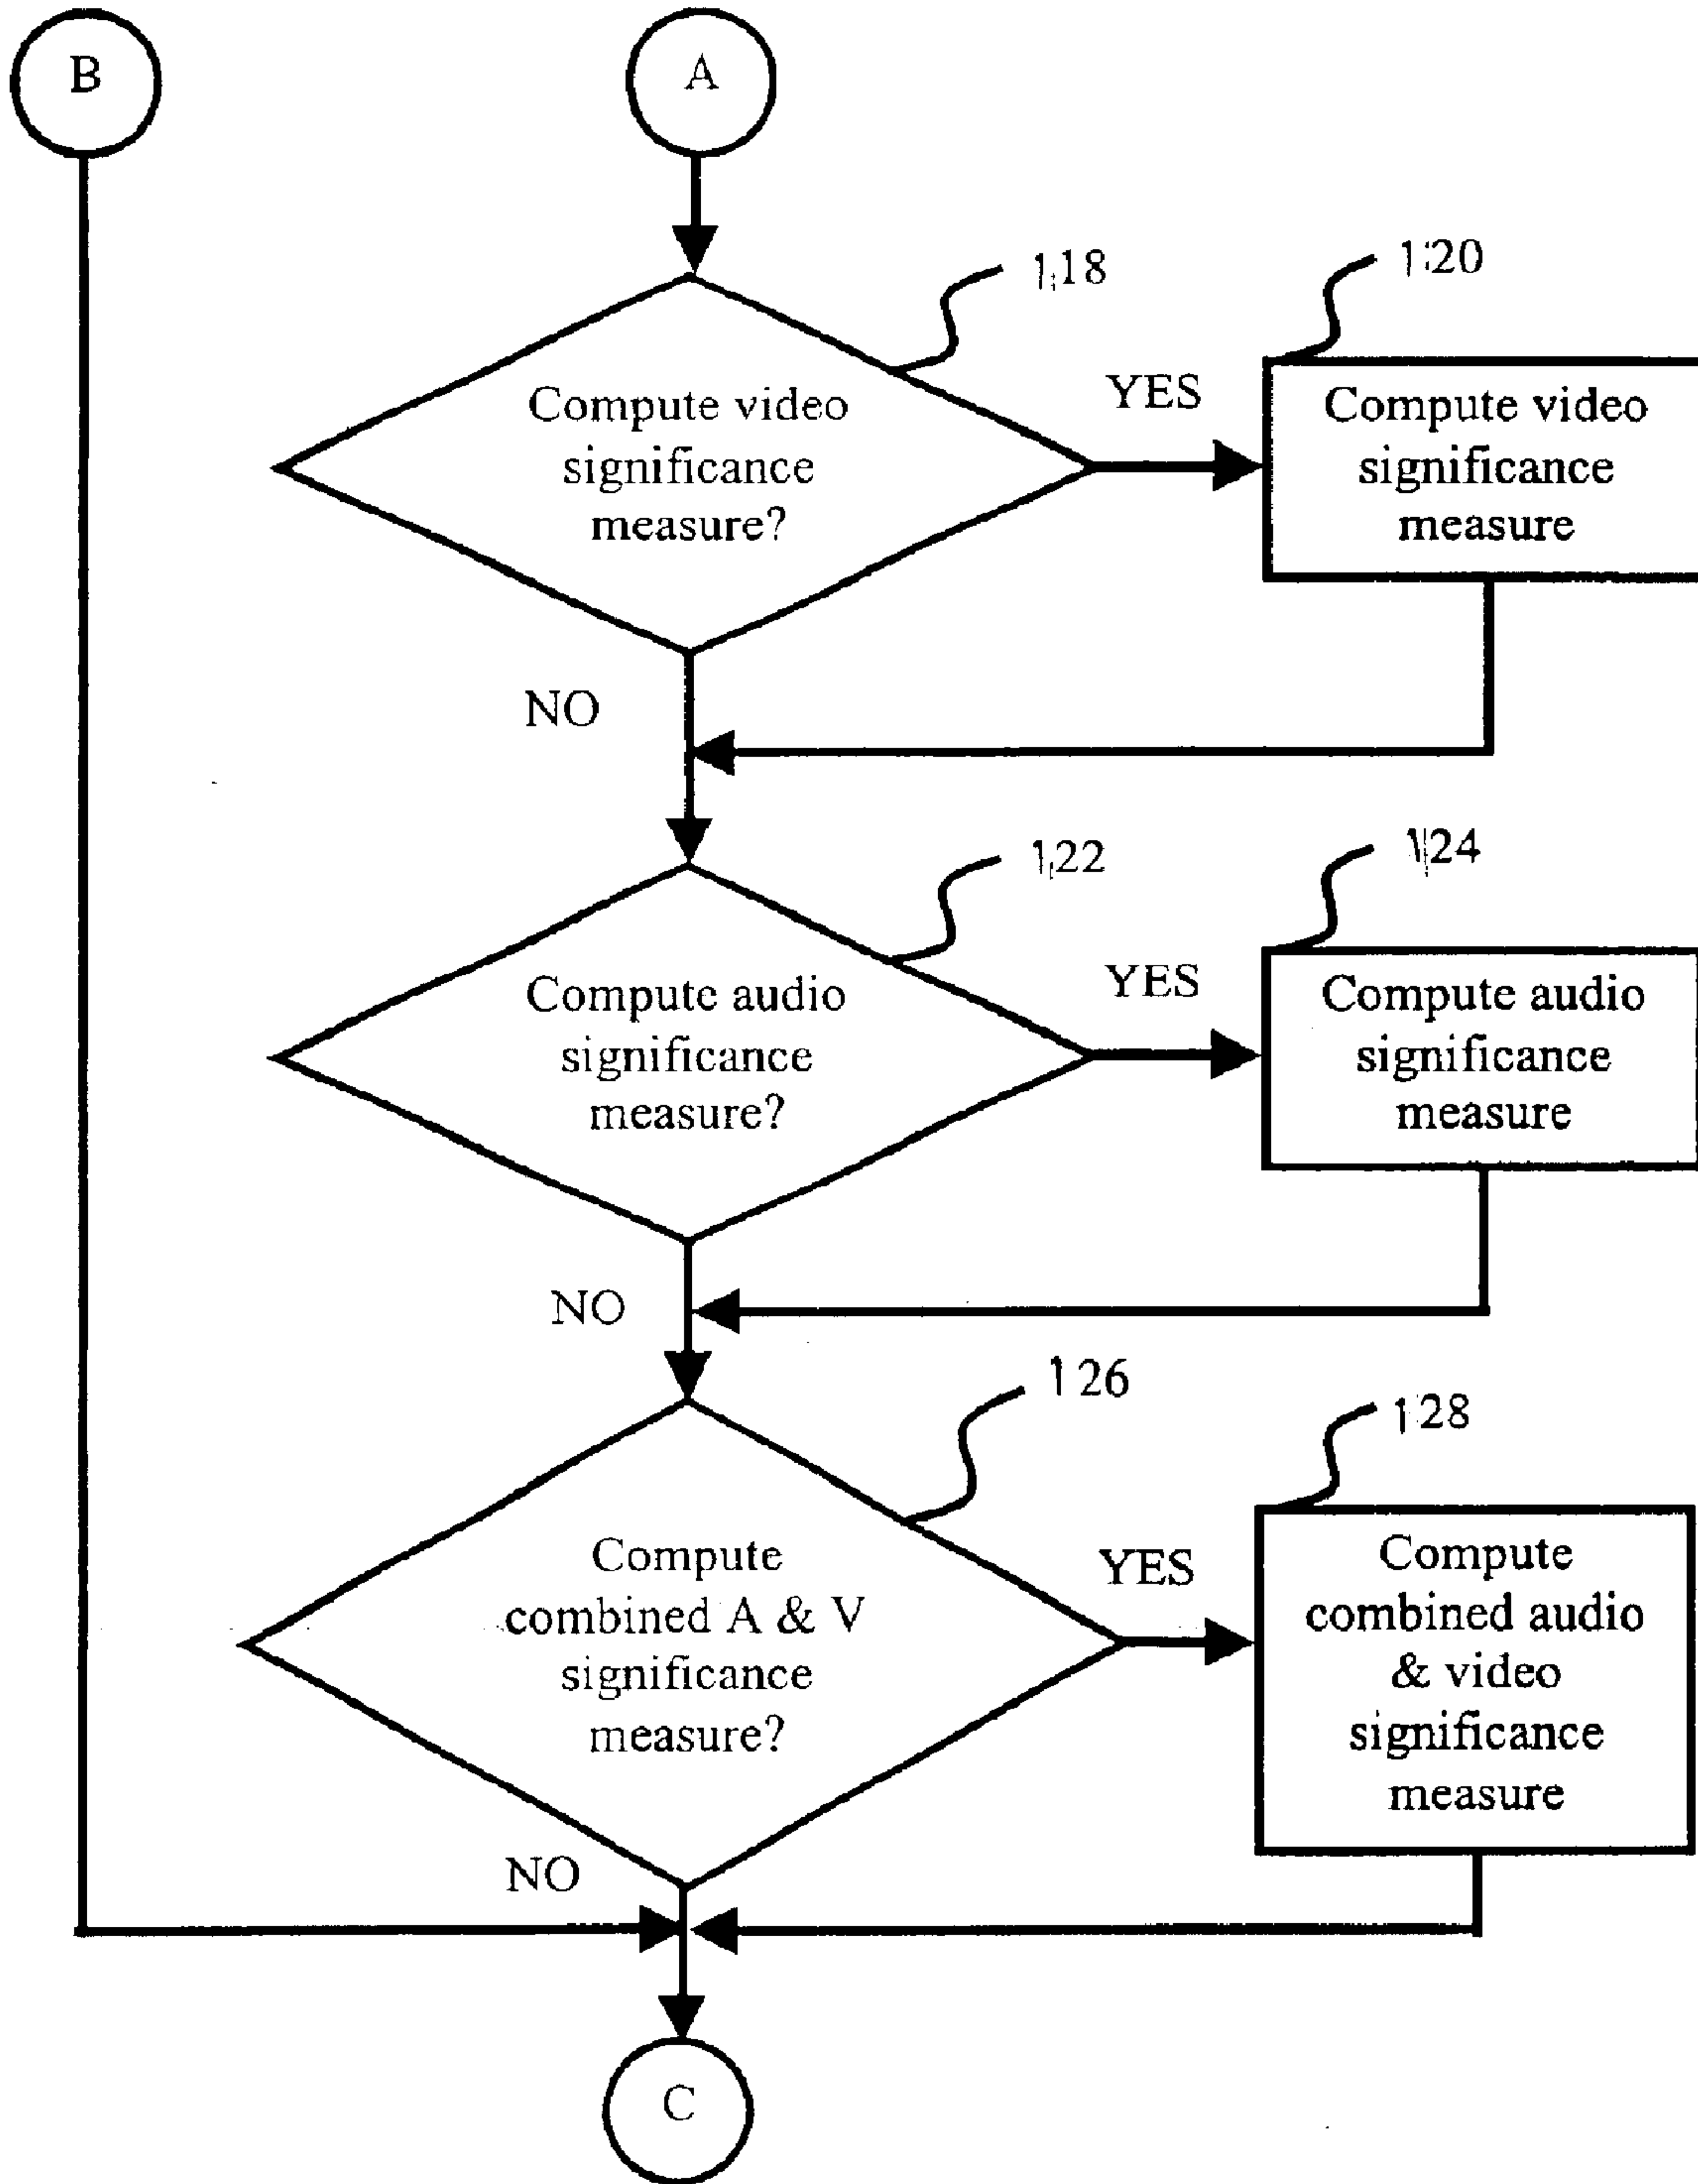 B
A
118
120
Compute video
significance
measure?
YES
Compute video
significance
measure
NO
122
124
Compute audio
significance
measure?
YES
Compute audio
significance
measure
NO
126
128
Compute
combined A & V
significance
measure?
YES
Compute
combined audio
& video
significance
measure
NO
C